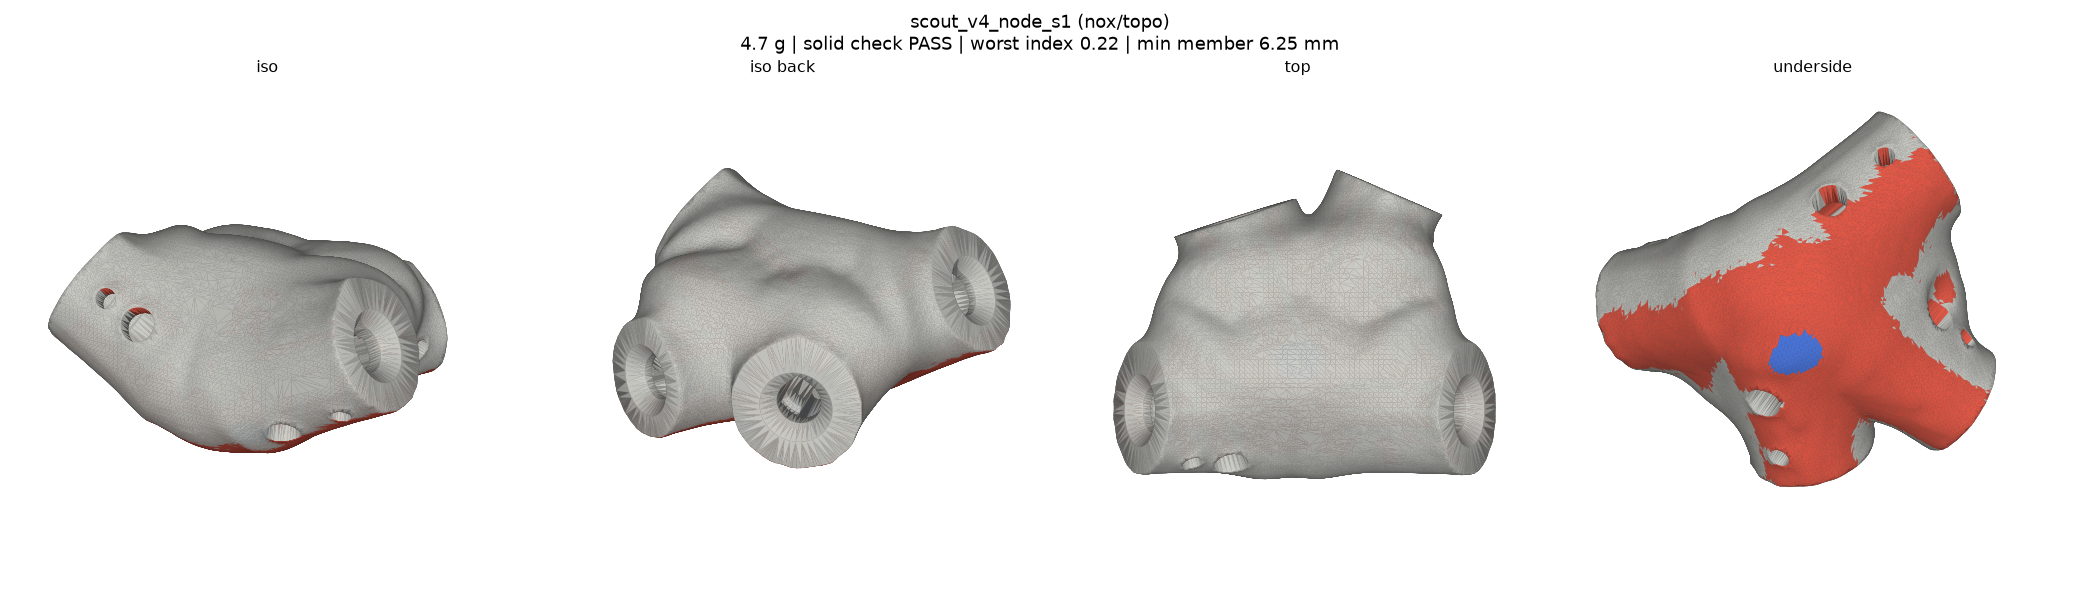 scout_v4_node_s1 (nox/topo)
4.7 g | solid check PASS | worst index 0.22 | min member 6.25 mm
iso
iso back
top
underside